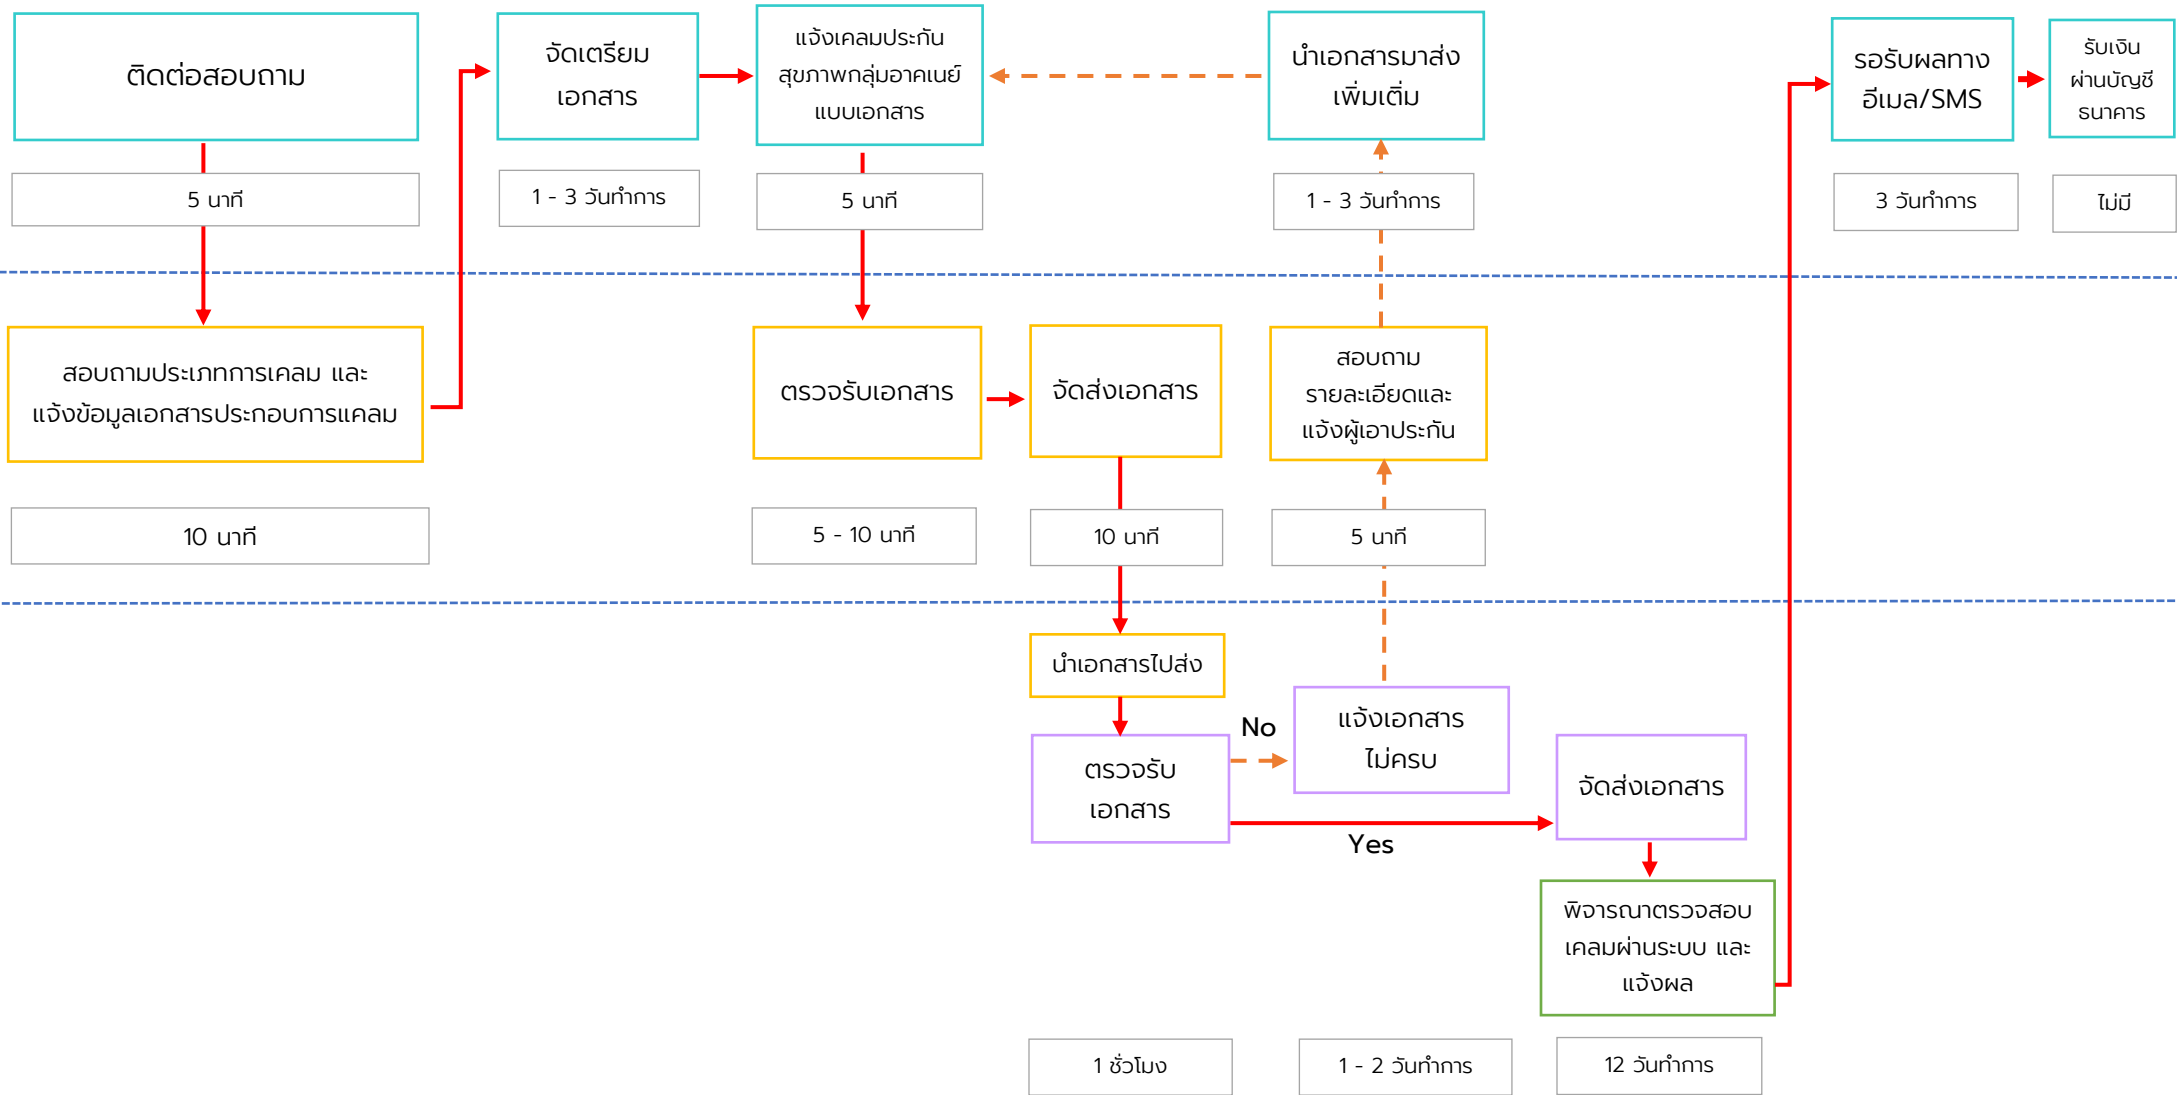 ติดต่อสอบถาม
จัดเตรียม
เอกสาร
แจ้งเคลมประกัน
สุขภาพกลุ่มอาคเนย์
แบบเอกสาร
นำเอกสารมาส่ง
เพิ่มเติ่ม
รอรับผลทาง
อีเมล/SMS
รับเงิน
ผ่านบัญชี
ธนาคาร
5 นาที
1 - 3 วันทำการ
5 นาที
1 - 3 วันทำการ
3 วันทำการ
ไม่มี
สอบถามประเภทการเคลม และ
แจ้งข้อมูลเอกสารประกอบการแคลม
ตรวจรับเอกสาร
จัดส่งเอกสาร
สอบถาม
รายละเอียดและ
แจ้งผู้เอาประกัน
10 นาที
5 - 10 นาที
10 นาที
5 นาที
นำเอกสารไปส่ง
ตรวจรับ
เอกสาร
No
แจ้งเอกสาร
ไม่ครบ
Yes
จัดส่งเอกสาร
พิจารณาตรวจสอบ
เคลมผ่านระบบ และ
แจ้งผล
1 ชั่วโมง
1 - 2 วันทำการ
12 วันทำการ